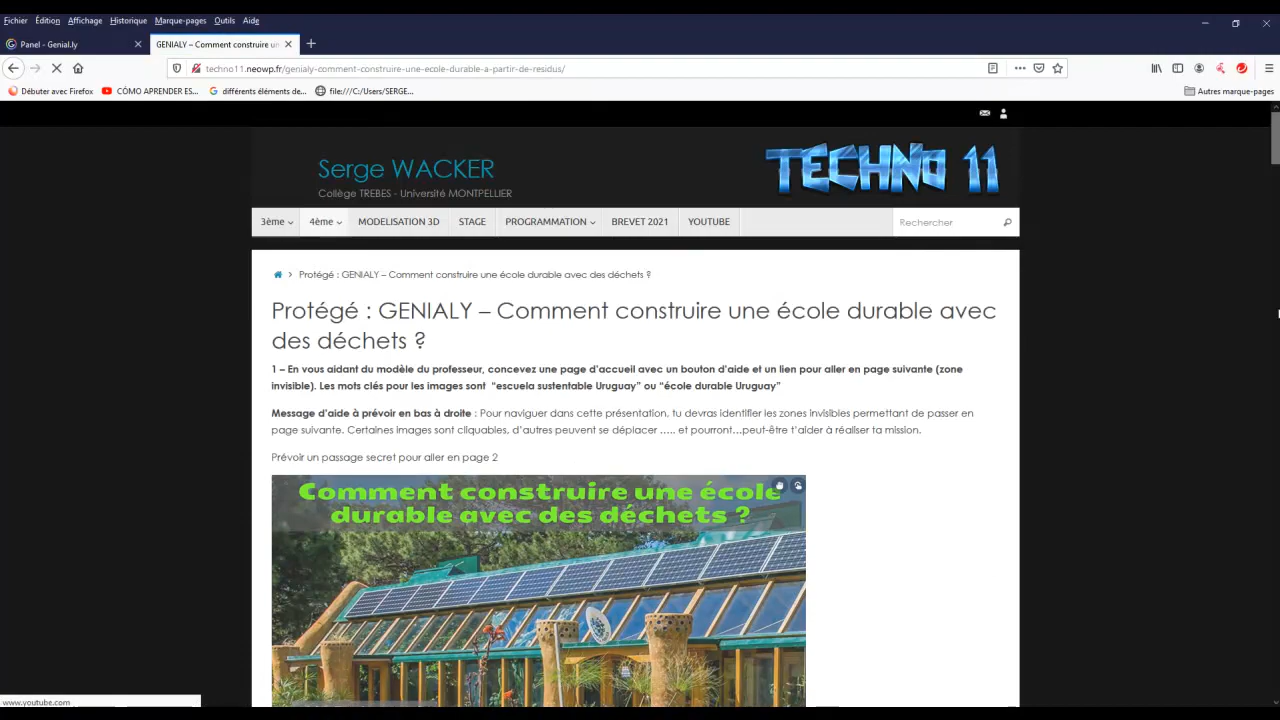 Fichier Édition Affichage Historique Marque-pages Outils Aide
Panel - Genial.ly
GENIALY – Comment construire un
techno11.neowp.fr/genialy-comment-construire-une-ecole-durable-a-partir-de-residus/
Débuter avec Firefox CÓMO APRENDER ES... différents éléments de... file:///C:/Users/SERGE... Autres marque-pages
Serge WACKER
TECHNO 11
Collège TREBES - Université MONTPELLIER
3ème 4ème MODELISATION 3D STAGE PROGRAMMATION BREVET 2021 YOUTUBE Rechercher
Protégé : GENIALY – Comment construire une école durable avec des déchets ?
Protégé : GENIALY – Comment construire une école durable avec
des déchets ?
1 – En vous aidant du modèle du professeur, concevez une page d'accueil avec un bouton d'aide et un lien pour aller en page suivante (zone
invisible). Les mots clés pour les images sont “escuela sustentable Uruguay” ou “école durable Uruguay”
Message d'aide à prévoir en bas à droite : Pour naviguer dans cette présentation, tu devras identifier les zones invisibles permettant de passer en
page suivante. Certaines images sont cliquables, d'autres peuvent se déplacer ….. et pourront…peut-être t'aider à réaliser ta mission.
Prévoir un passage secret pour aller en page 2
Comment construire une école
durable avec des déchets ?
www.youtube.com